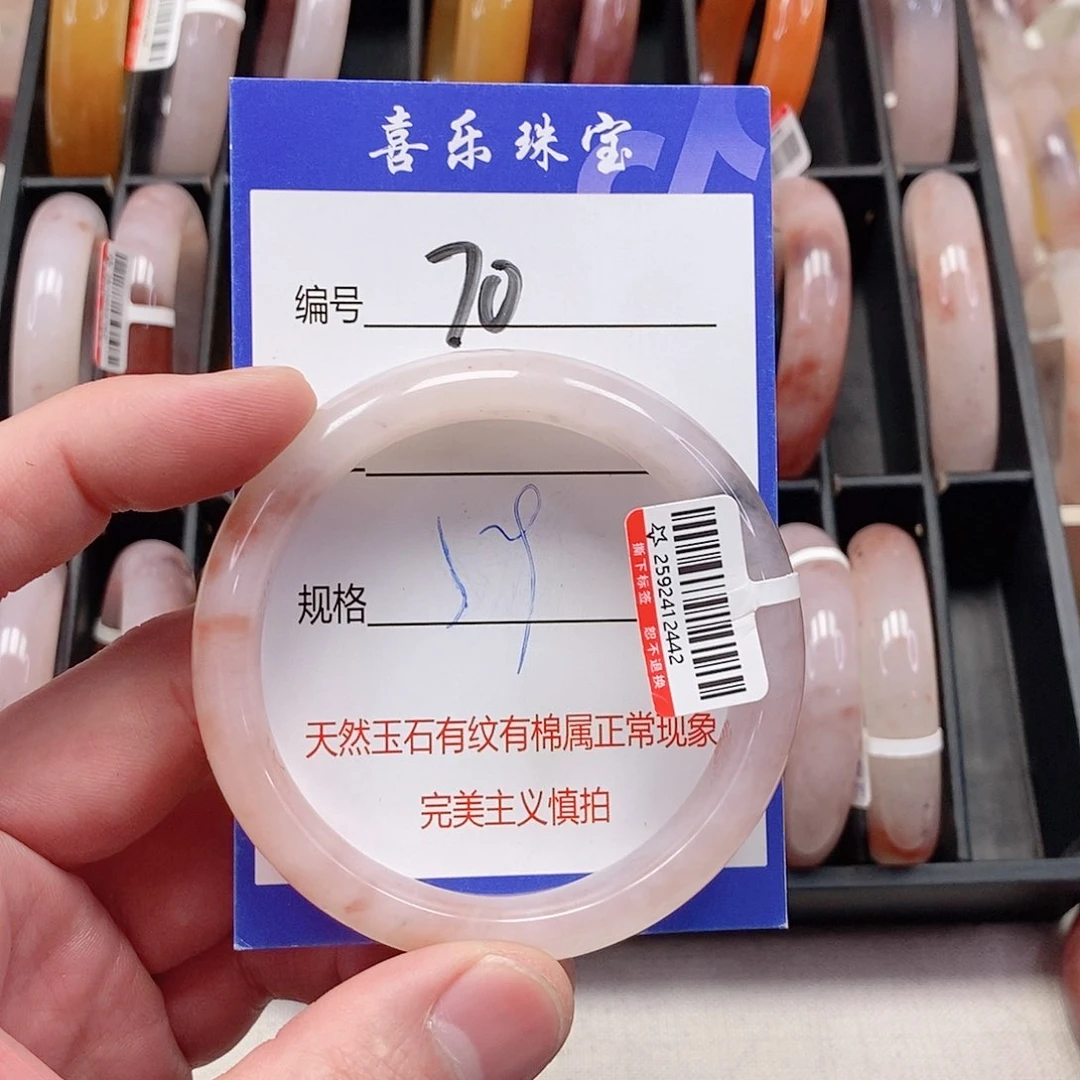 喜乐珠宝
编号 70
规格 59
☆ 2592412442
撕下标签 恕不退换
天然玉石有纹有棉属正常现象
完美主义慎拍